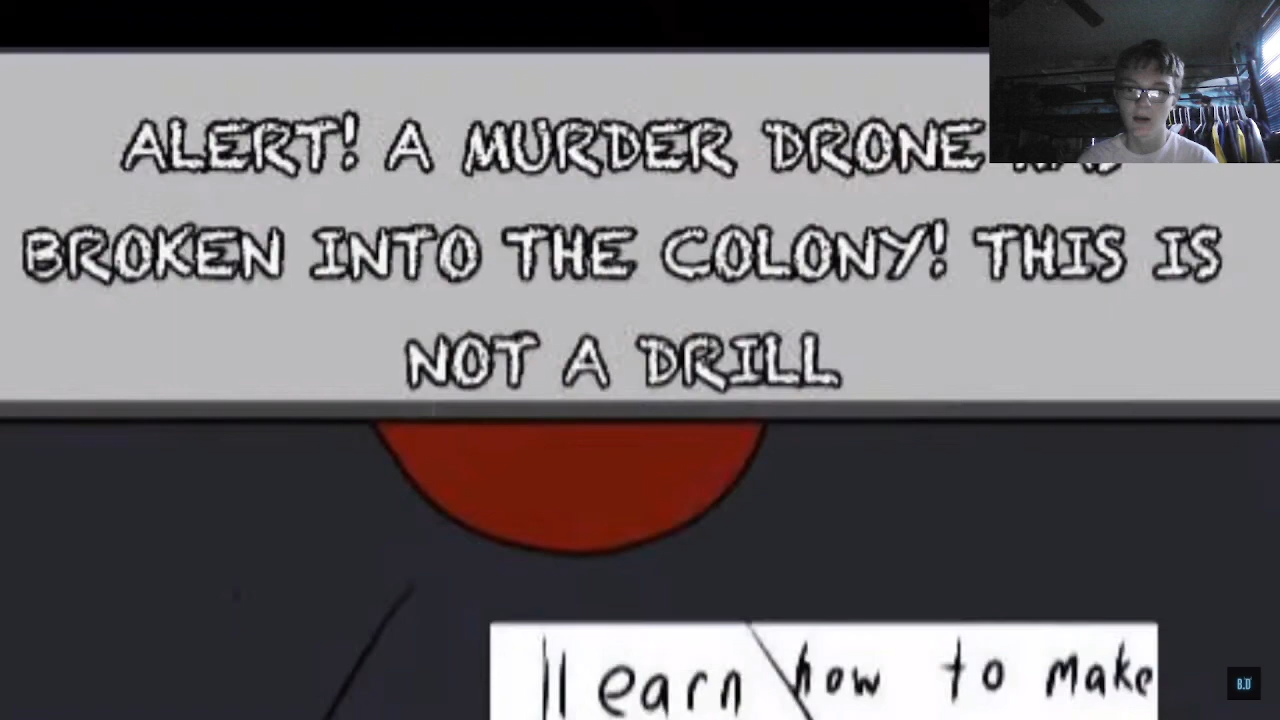 ALERT! A MURDER DRONE
BROKEN INTO THE COLONY! THIS IS
NOT A DRILL
learn how to make
B.D